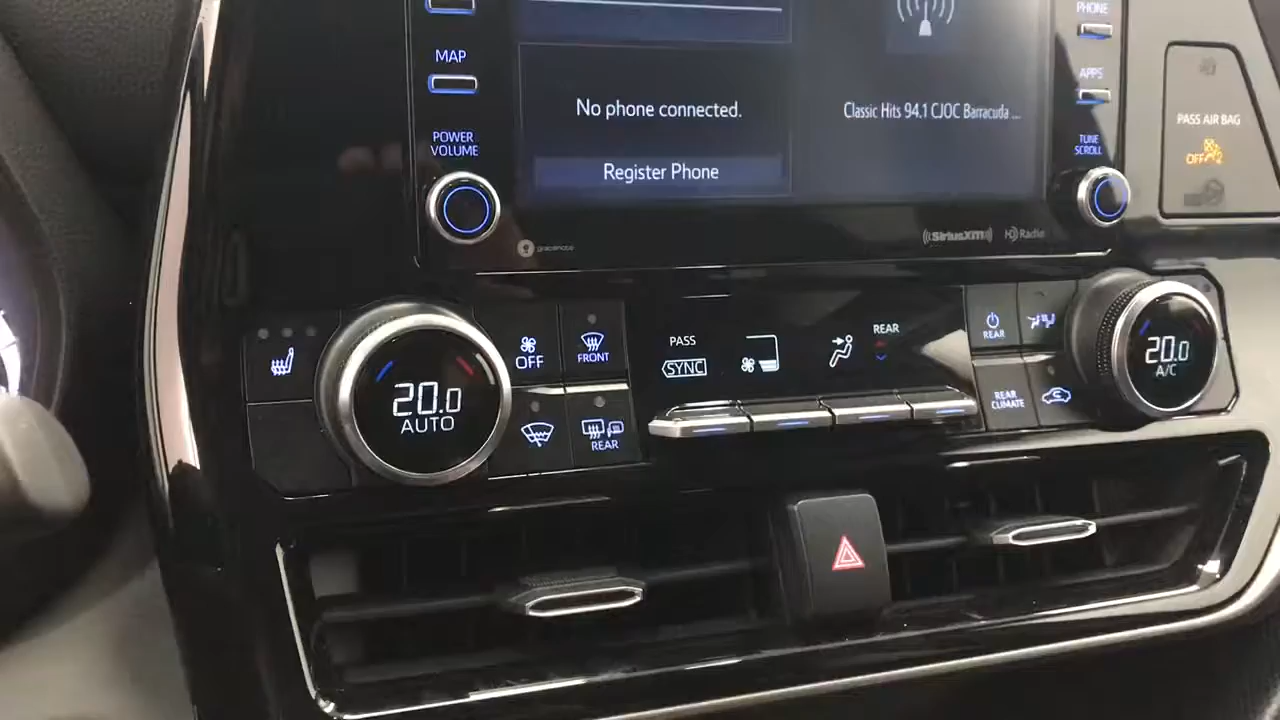 PHONE
MAP
APPS
No phone connected.
Classic Hits 94.1 CJOC Barracuda ...
PASS AIR BAG
OFF 2
POWER
VOLUME
TUNE
SCROLL
Register Phone
gracenote
SiriusXM
HD Radio
20.0
AUTO
OFF
FRONT
REAR
PASS
SYNC
REAR
REAR
REAR
CLIMATE
20.0
A/C